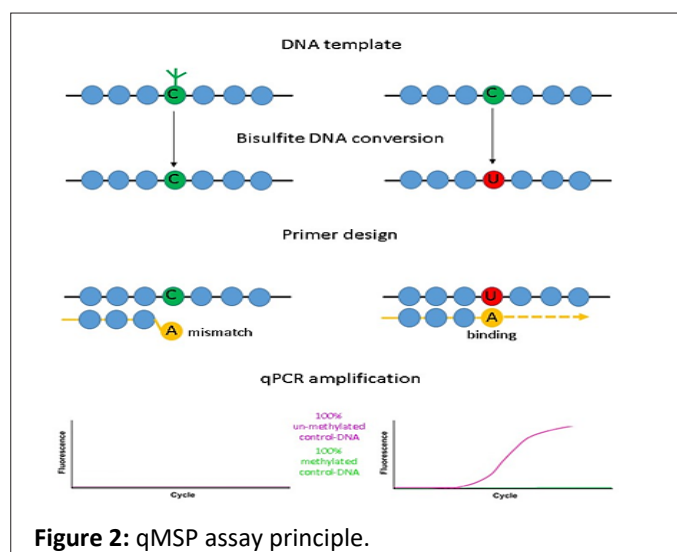 DNA template
C C
Bisulfite DNA conversion
C U
Primer design
C U
A mismatch A
binding
qPCR amplification
100%
un-methylated
control-DNA
100%
methylated
control-DNA
Fluorescence
Cycle
Fluorescence
Cycle
Figure 2: qMSP assay principle.